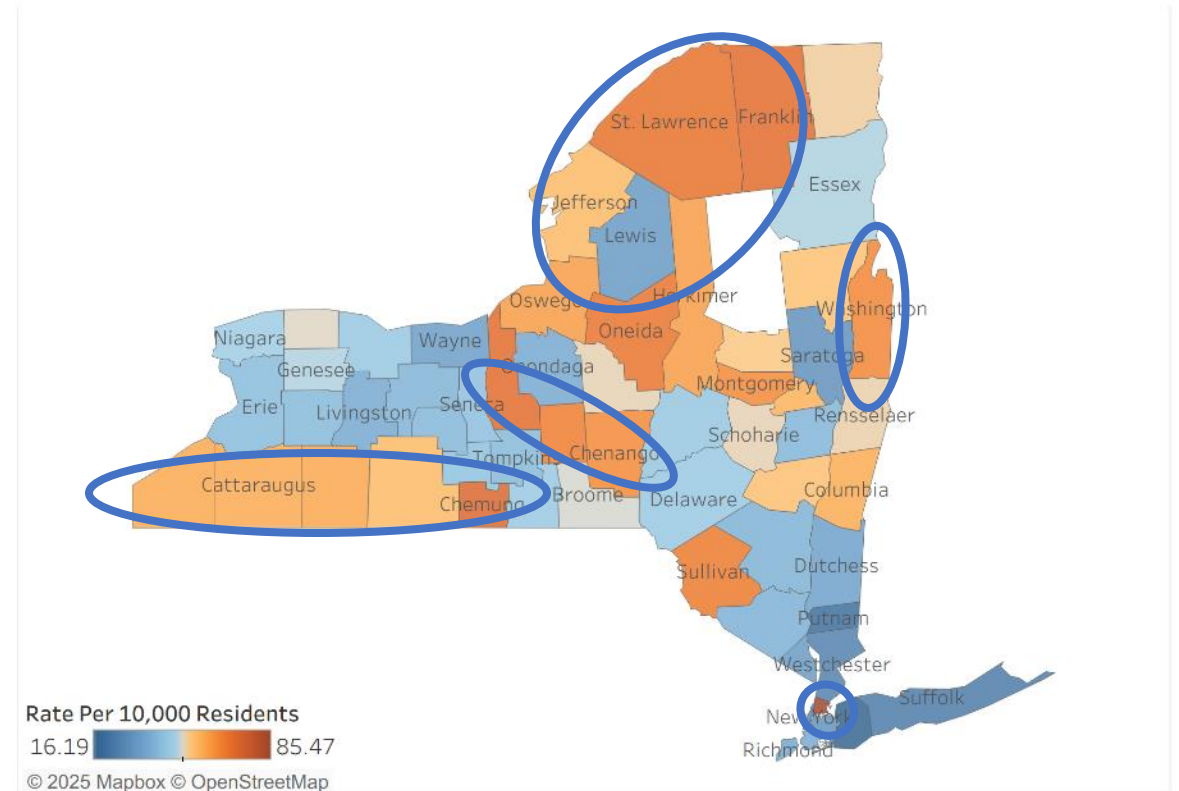 St. Lawrence
Franklin
Essex
Jefferson
Lewis
Oswego
Herkimer
Washington
Oneida
Niagara
Wayne
Saratoga
Onondaga
Genesee
Montgomery
Erie
Livingston
Seneca
Rensselaer
Schoharie
Chenango
Tompkins
Cattaraugus
Columbia
Chemung
Broome
Delaware
Sullivan
Dutchess
Putnam
Westchester
Suffolk
New York
Richmond
Rate Per 10,000 Residents
16.19 85.47
© 2025 Mapbox © OpenStreetMap